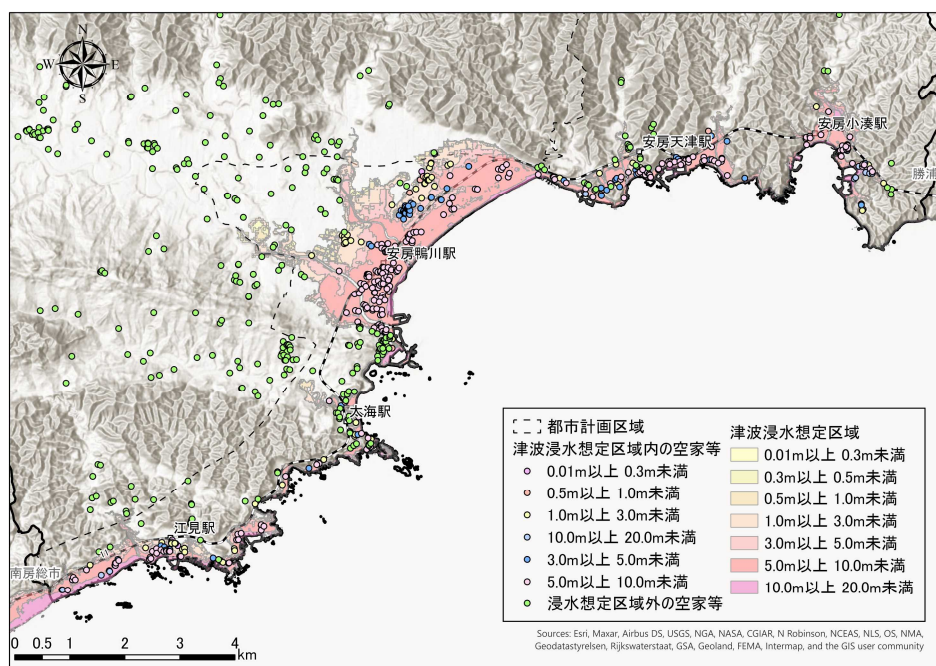 N
W
E
S
安房小湊駅
安房天津駅
勝浦
安房鴨川駅
太海駅
江見駅
南房総市
都市計画区域
津波浸水想定区域内の空家等
0.01m以上 0.3m未満
0.5m以上 1.0m未満
1.0m以上 3.0m未満
10.0m以上 20.0m未満
3.0m以上 5.0m未満
5.0m以上 10.0m未満
浸水想定区域外の空家等
津波浸水想定区域
0.01m以上 0.3m未満
0.3m以上 0.5m未満
0.5m以上 1.0m未満
1.0m以上 3.0m未満
3.0m以上 5.0m未満
5.0m以上 10.0m未満
10.0m以上 20.0m未満
0 0.5 1 2 3 4
km
Sources: Esri, Maxar, Airbus DS, USGS, NGA, NASA, CGIAR, N Robinson, NCEAS, NLS, OS, NMA,
Geodatastyrelsen, Rijkswaterstaat, GSA, Geoland, FEMA, Intermap, and the GIS user community